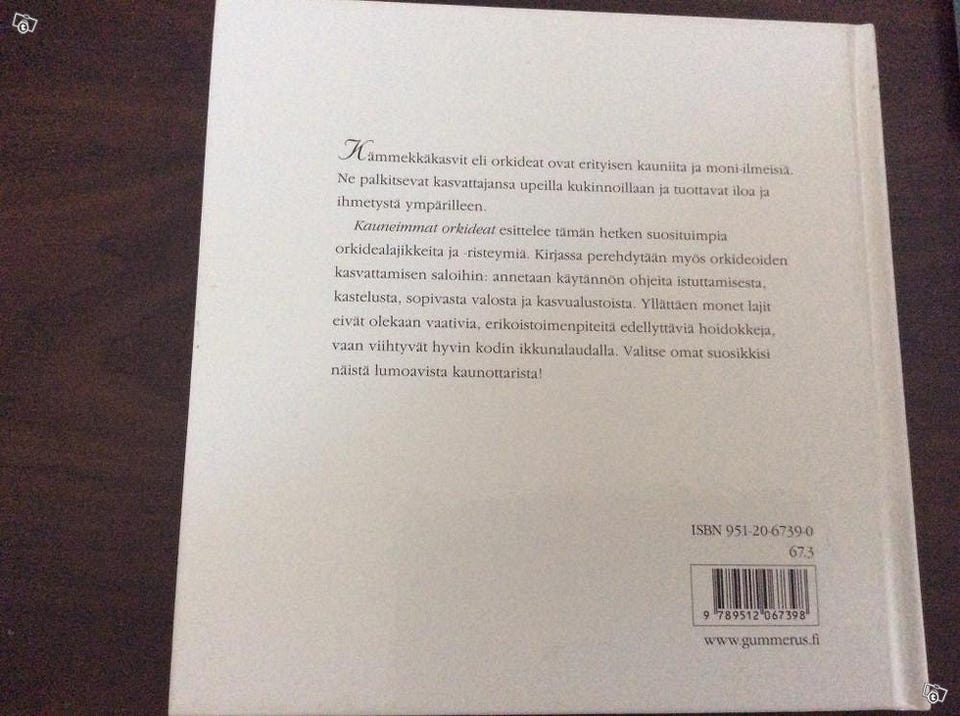 Hämmekkäkasvit eli orkideat ovat erityisen kauniita ja moni-ilmeisiä.
Ne palkitsevat kasvattajansa upeilla kukinnoillaan ja tuottavat iloa ja
ihmetystä ympärilleen.
Kauneimmat orkideat esittelee tämän hetken suosituimpia
orkidealajikkeita ja -risteymiä. Kirjassa perehdytään myös orkideoiden
kasvattamisen saloihin: annetaan käytännön ohjeita istuttamisesta,
kastelusta, sopivasta valosta ja kasvualustoista. Yllättäen monet lajit
eivät olekaan vaativia, erikoistoimenpiteitä edellyttäviä hoidokkeja,
vaan viihtyvät hyvin kodin ikkunalaudalla. Valitse omat suosikkisi
näistä lumoavista kaunottarista!
ISBN 951-20-6739-0
67.3
9 789512 067398
www.gummerus.fi